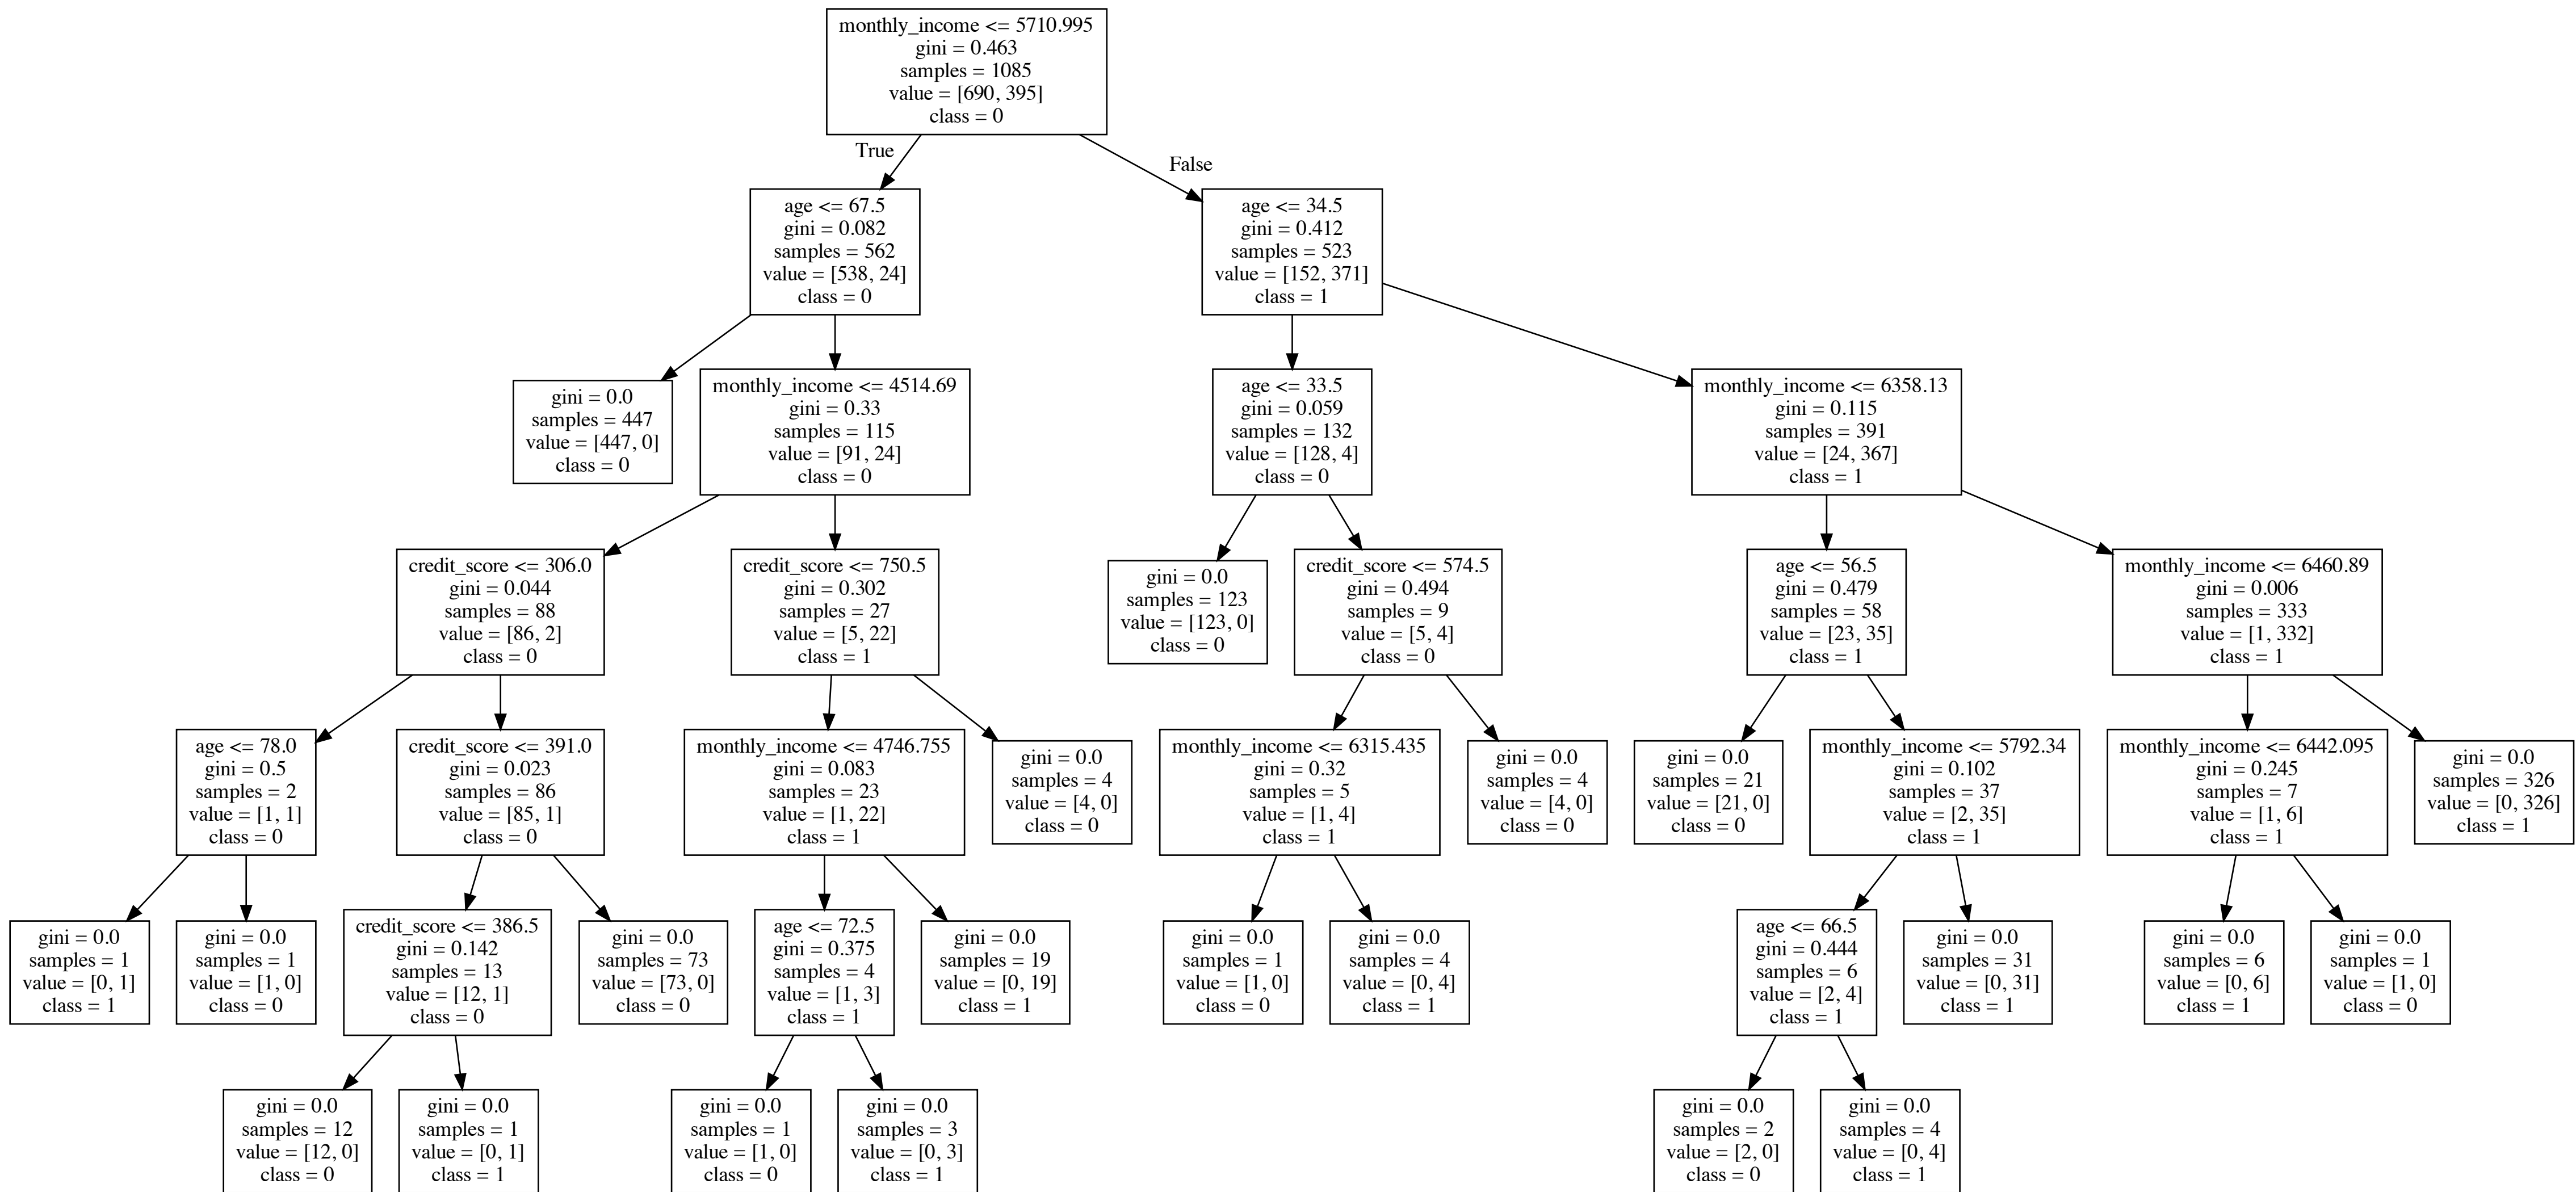 monthly_income <= 5710.995
gini = 0.463
samples = 1085
value = [690, 395]
class = 0
True
False
age <= 67.5
gini = 0.082
samples = 562
value = [538, 24]
class = 0
age <= 34.5
gini = 0.412
samples = 523
value = [152, 371]
class = 1
gini = 0.0
samples = 447
value = [447, 0]
class = 0
monthly_income <= 4514.69
gini = 0.33
samples = 115
value = [91, 24]
class = 0
age <= 33.5
gini = 0.059
samples = 132
value = [128, 4]
class = 0
monthly_income <= 6358.13
gini = 0.115
samples = 391
value = [24, 367]
class = 1
credit_score <= 306.0
gini = 0.044
samples = 88
value = [86, 2]
class = 0
credit_score <= 750.5
gini = 0.302
samples = 27
value = [5, 22]
class = 1
gini = 0.0
samples = 123
value = [123, 0]
class = 0
credit_score <= 574.5
gini = 0.494
samples = 9
value = [5, 4]
class = 0
age <= 56.5
gini = 0.479
samples = 58
value = [23, 35]
class = 1
monthly_income <= 6460.89
gini = 0.006
samples = 333
value = [1, 332]
class = 1
age <= 78.0
gini = 0.5
samples = 2
value = [1, 1]
class = 0
credit_score <= 391.0
gini = 0.023
samples = 86
value = [85, 1]
class = 0
monthly_income <= 4746.755
gini = 0.083
samples = 23
value = [1, 22]
class = 1
gini = 0.0
samples = 4
value = [4, 0]
class = 0
monthly_income <= 6315.435
gini = 0.32
samples = 5
value = [1, 4]
class = 1
gini = 0.0
samples = 4
value = [4, 0]
class = 0
gini = 0.0
samples = 21
value = [21, 0]
class = 0
monthly_income <= 5792.34
gini = 0.102
samples = 37
value = [2, 35]
class = 1
monthly_income <= 6442.095
gini = 0.245
samples = 7
value = [1, 6]
class = 1
gini = 0.0
samples = 326
value = [0, 326]
class = 1
gini = 0.0
samples = 1
value = [0, 1]
class = 1
gini = 0.0
samples = 1
value = [1, 0]
class = 0
credit_score <= 386.5
gini = 0.142
samples = 13
value = [12, 1]
class = 0
gini = 0.0
samples = 73
value = [73, 0]
class = 0
age <= 72.5
gini = 0.375
samples = 4
value = [1, 3]
class = 1
gini = 0.0
samples = 19
value = [0, 19]
class = 1
gini = 0.0
samples = 1
value = [1, 0]
class = 0
gini = 0.0
samples = 4
value = [0, 4]
class = 1
age <= 66.5
gini = 0.444
samples = 6
value = [2, 4]
class = 1
gini = 0.0
samples = 31
value = [0, 31]
class = 1
gini = 0.0
samples = 6
value = [0, 6]
class = 1
gini = 0.0
samples = 1
value = [1, 0]
class = 0
gini = 0.0
samples = 12
value = [12, 0]
class = 0
gini = 0.0
samples = 1
value = [0, 1]
class = 1
gini = 0.0
samples = 1
value = [1, 0]
class = 0
gini = 0.0
samples = 3
value = [0, 3]
class = 1
gini = 0.0
samples = 2
value = [2, 0]
class = 0
gini = 0.0
samples = 4
value = [0, 4]
class = 1